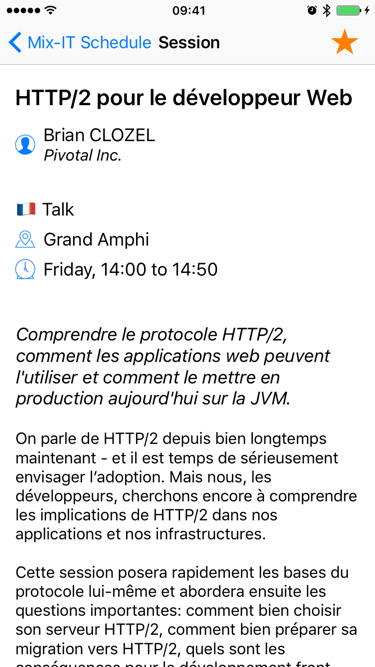 09:41
Mix-IT Schedule Session
HTTP/2 pour le développeur Web
Brian CLOZEL
Pivotal Inc.
Talk
Grand Amphi
Friday, 14:00 to 14:50
Comprendre le protocole HTTP/2,
comment les applications web peuvent
l'utiliser et comment le mettre en
production aujourd'hui sur la JVM.
On parle de HTTP/2 depuis bien longtemps
maintenant - et il est temps de sérieusement
envisager l’adoption. Mais nous, les
développeurs, cherchons encore à comprendre
les implications de HTTP/2 dans nos
applications et nos infrastructures.
Cette session posera rapidement les bases du
protocole lui-même et abordera ensuite les
questions importantes: comment bien choisir
son serveur HTTP/2, comment bien préparer sa
migration vers HTTP/2, quels sont les
conséquences pour le développement front